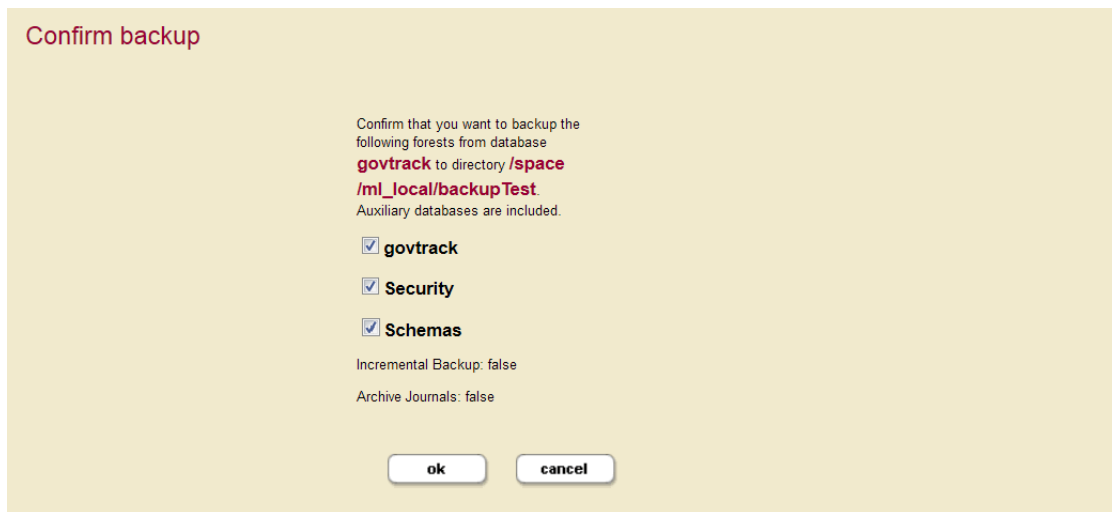 Confirm backup
Confirm that you want to backup the
following forests from database
govtrack to directory /space
/ml_local/backupTest.
Auxiliary databases are included.
govtrack
Security
Schemas
Incremental Backup: false
Archive Journals: false
ok cancel